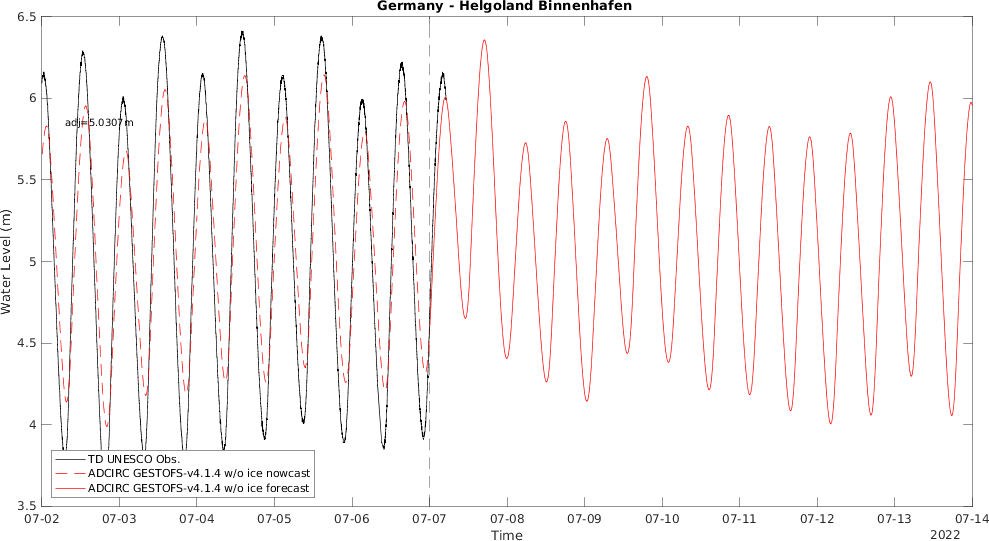 Germany - Helgoland Binnenhafen
6.5
6
5.5
5
4.5
4
3.5
Water Level (m)
adj=5.0307m
TD UNESCO Obs.
ADCIRC GESTOFS-v4.1.4 w/o ice nowcast
ADCIRC GESTOFS-v4.1.4 w/o ice forecast
07-02 07-03 07-04 07-05 07-06 07-07 07-08 07-09 07-10 07-11 07-12 07-13 07-14
Time
2022